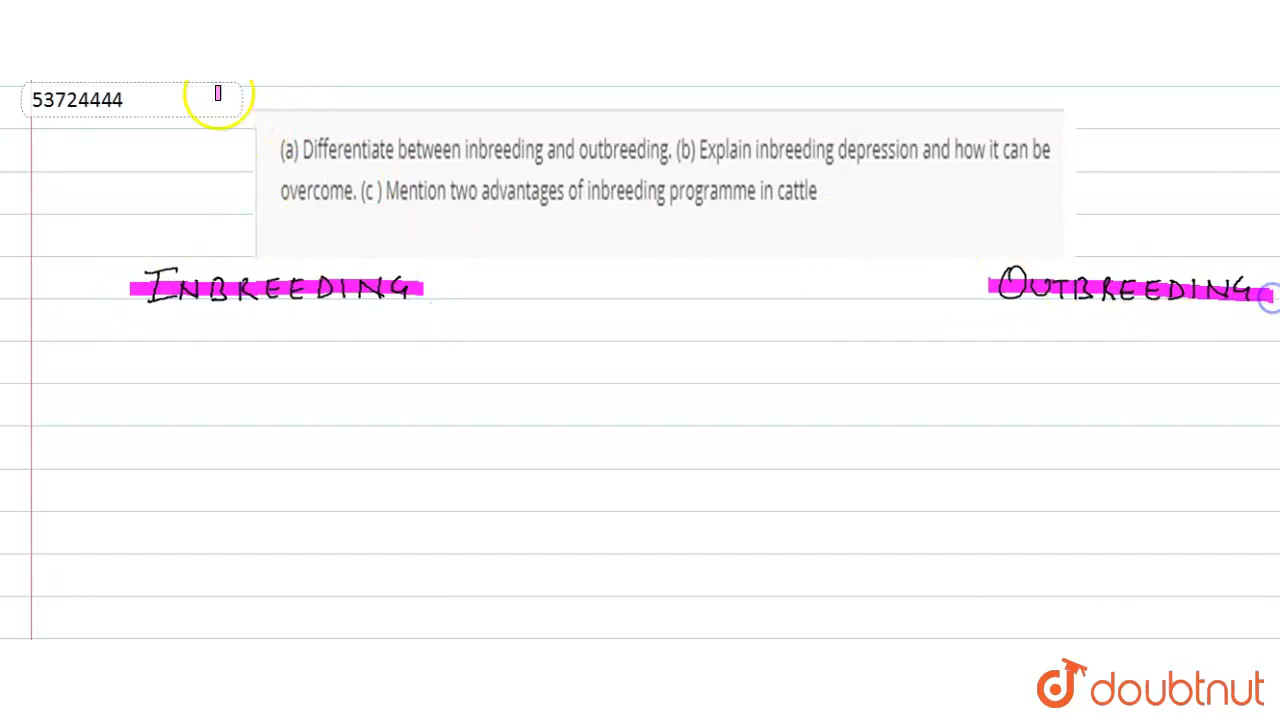 53724444
(a) Differentiate between inbreeding and outbreeding. (b) Explain inbreeding depression and how it can be
overcome. (c ) Mention two advantages of inbreeding programme in cattle
INBREEDING OUTBREEDING
doubtnut